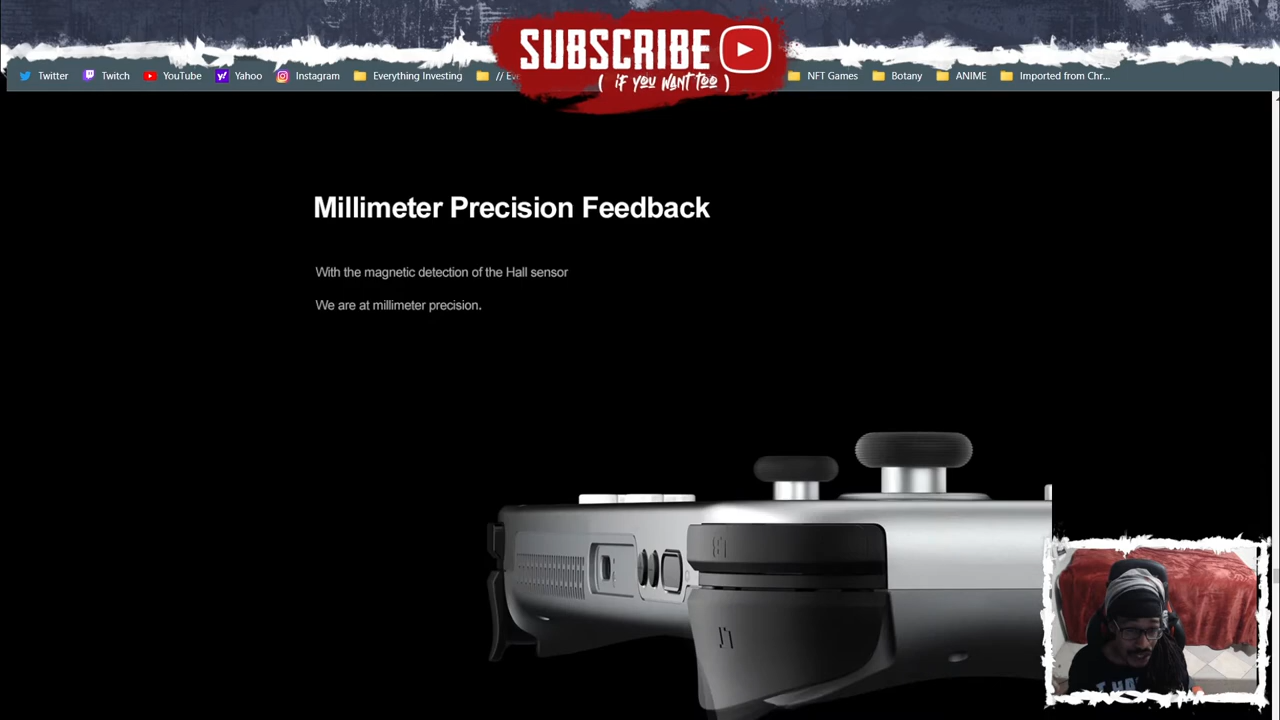 SUBSCRIBE
( if you want too )
Twitter
Twitch
YouTube
Yahoo
Instagram
Everything Investing
NFT Games
Botany
ANIME
Imported from Chr...
Millimeter Precision Feedback
With the magnetic detection of the Hall sensor
We are at millimeter precision.